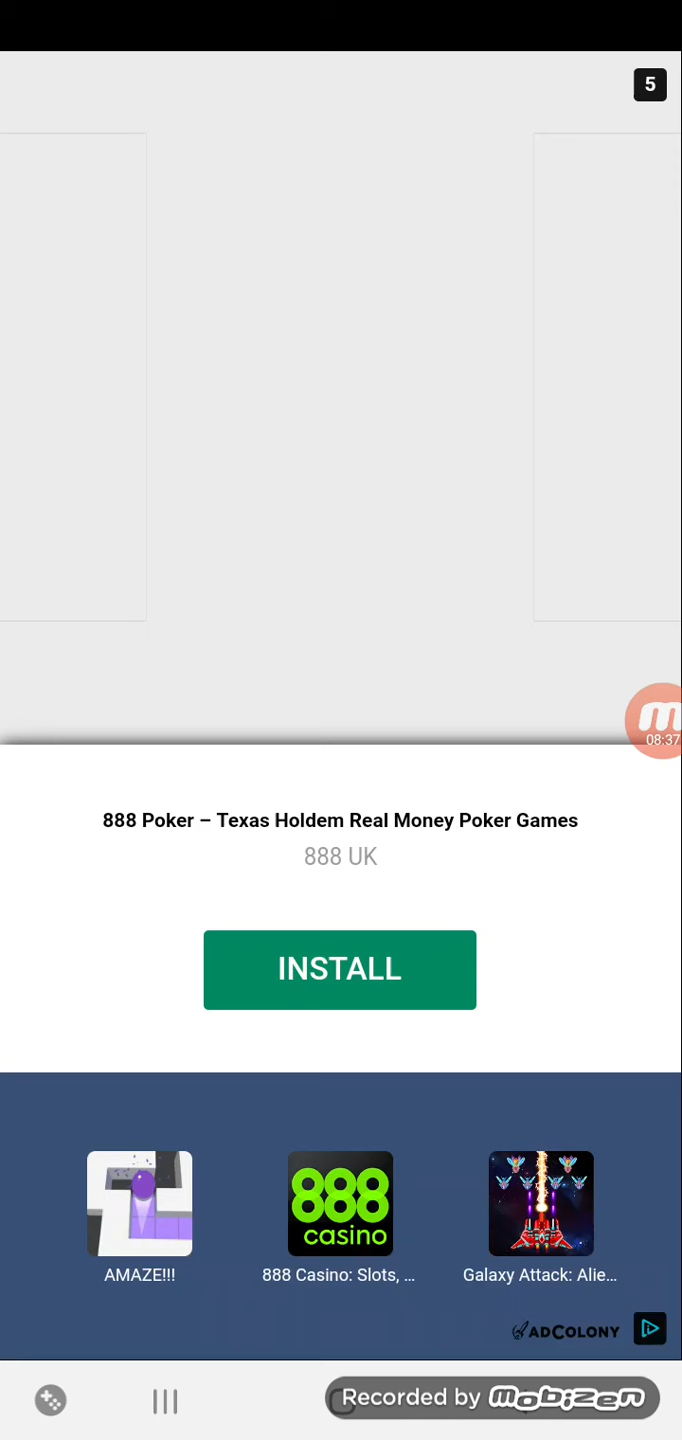 5
08:37
888 Poker – Texas Holdem Real Money Poker Games
888 UK
INSTALL
888
888
casino
AMAZE!!!
888 Casino: Slots, ...
Galaxy Attack: Alie...
ADCOLONY
Recorded by mobizen